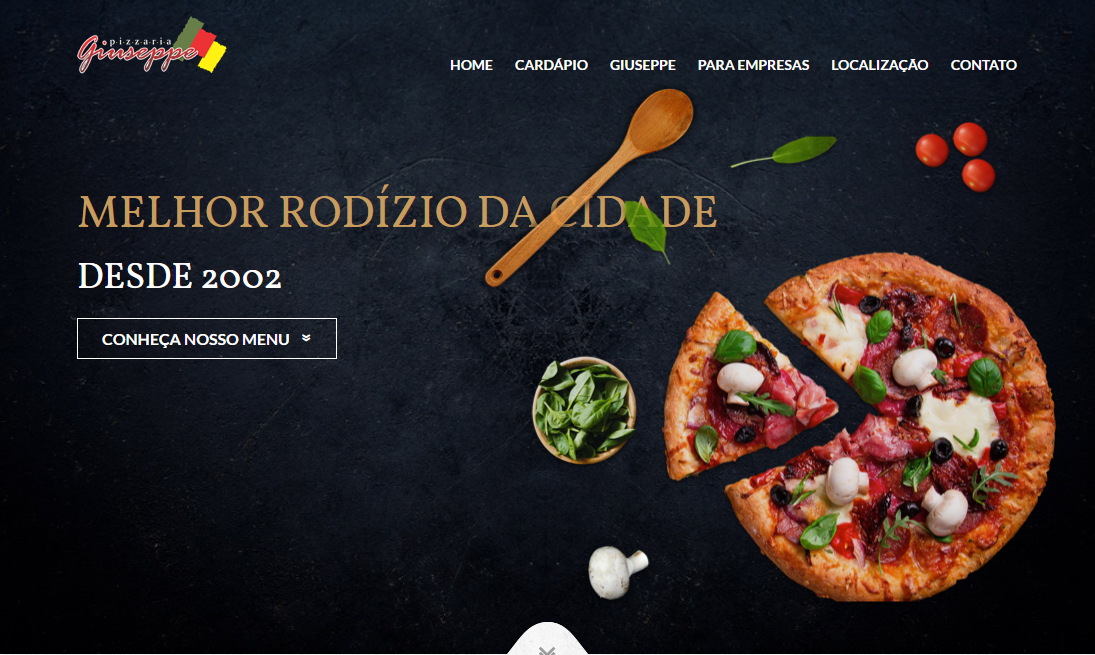 pizzaria
Giuseppe
HOME CARDÁPIO GIUSEPPE PARA EMPRESAS LOCALIZAÇÃO CONTATO
MELHOR RODÍZIO DA CIDADE
DESDE 2002
CONHEÇA NOSSO MENU